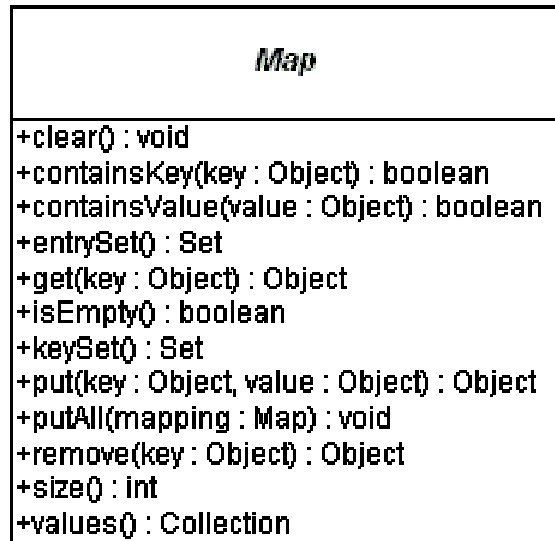 Map
+clear() : void
+containsKey(key : Object) : boolean
+containsValue(value : Object) : boolean
+entrySet() : Set
+get(key : Object) : Object
+isEmpty() : boolean
+keySet() : Set
+put(key : Object, value : Object) : Object
+putAll(mapping : Map) : void
+remove(key : Object) : Object
+size() : int
+values() : Collection